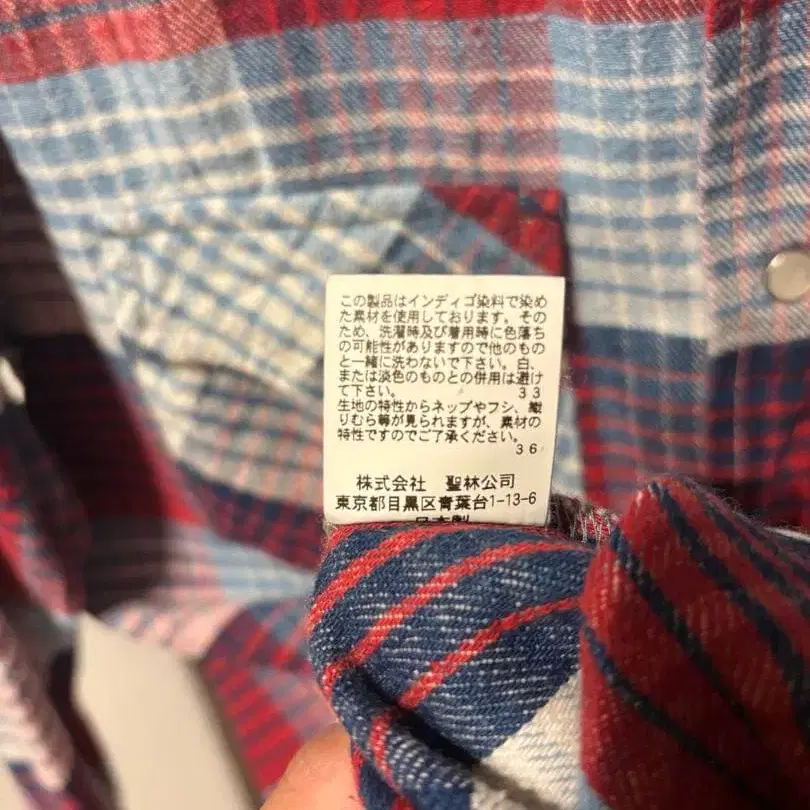 この製品はインディゴ染料で染め
た素材を使用しております。その
ため、洗濯時及び着用時に色落ち
の可能性がありますので他のもの
と一緒に洗わないで下さい。白、
または淡色のものとの併用は避け
て下さい。 33
生地の特性からネップやフシ、織
りむら等が見られますが、素材の
特性ですのでご了承ください。
36
株式会社 聖林公司
東京都目黒区青葉台1-13-6
日本製